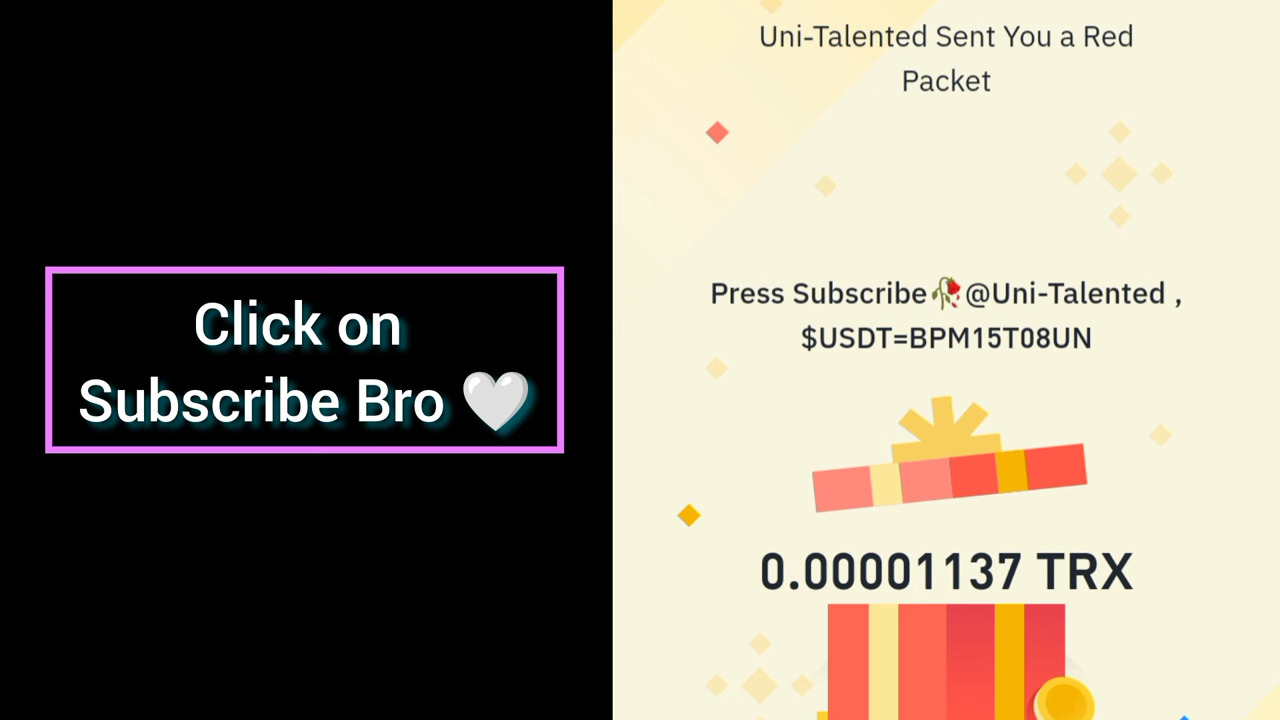 Click on
Subscribe Bro 🤍
Uni-Talented Sent You a Red
Packet
Press Subscribe🥀@Uni-Talented ,
$USDT=BPM15T08UN
0.00001137 TRX